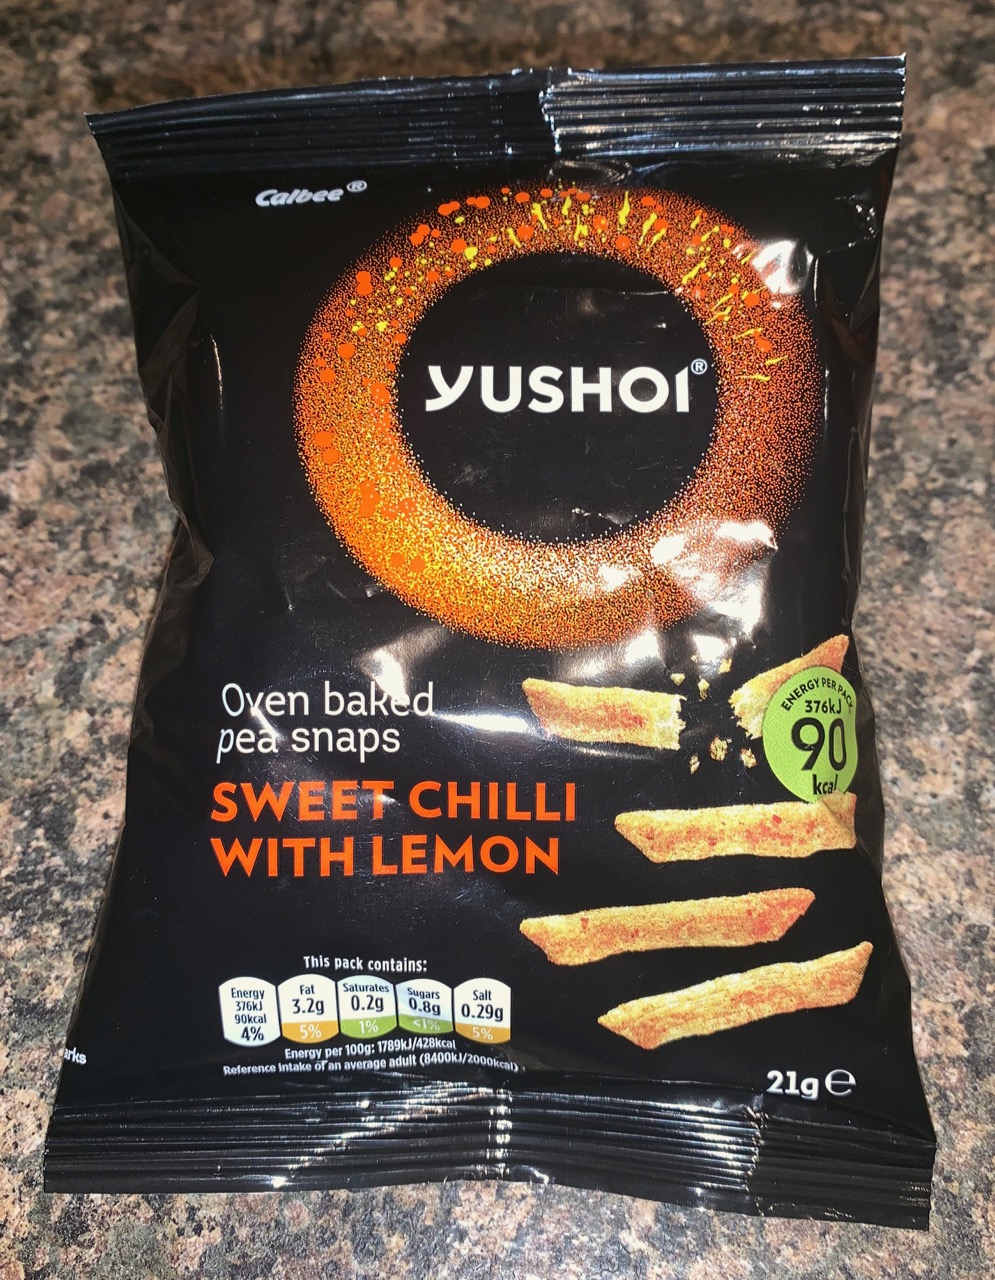 Calbee®
YUSHOI®
Oven baked
pea snaps
SWEET CHILLI
WITH LEMON
ENERGY PER PACK
376kJ
90
kcal
This pack contains:
Energy
376kJ
90kcal
4%
Fat
3.2g
5%
Saturates
0.2g
1%
Sugars
0.8g
<1%
Salt
0.29g
5%
Energy per 100g: 1789kJ/428kcal
Reference intake of an average adult (8400kJ/2000kcal)
arks
21g e